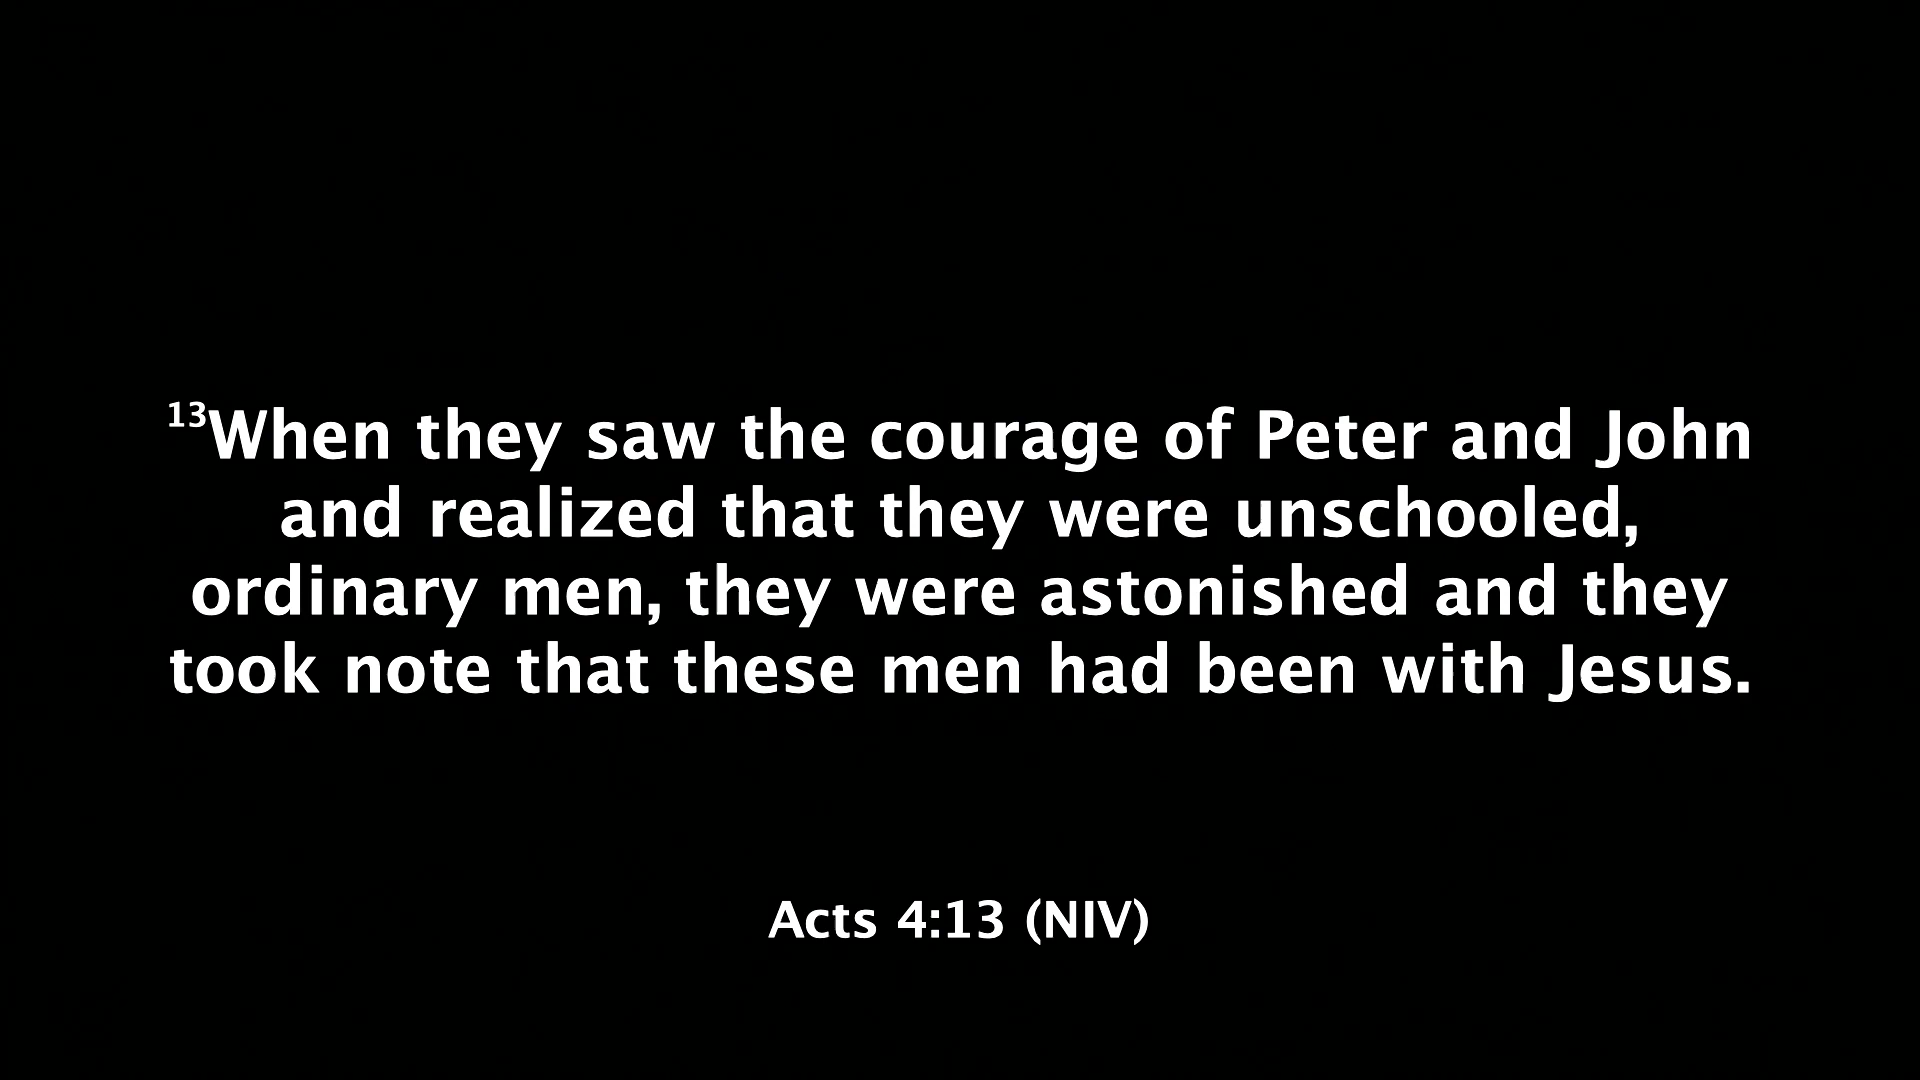 13When they saw the courage of Peter and John
and realized that they were unschooled,
ordinary men, they were astonished and they
took note that these men had been with Jesus.
Acts 4:13 (NIV)